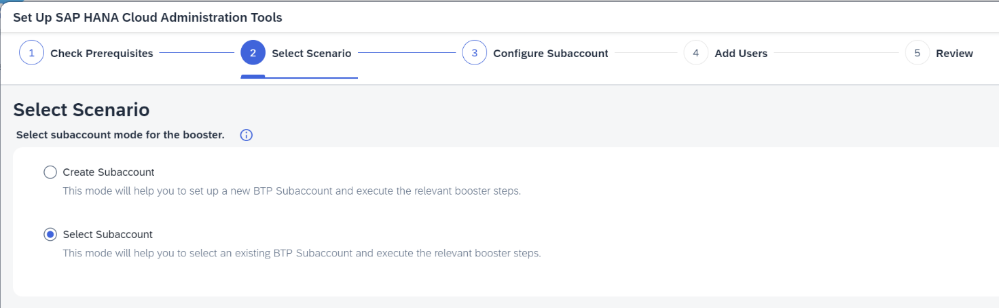 Set Up SAP HANA Cloud Administration Tools
1 Check Prerequisites 2 Select Scenario 3 Configure Subaccount 4 Add Users 5 Review
Select Scenario
Select subaccount mode for the booster.
Create Subaccount
This mode will help you to set up a new BTP Subaccount and execute the relevant booster steps.
Select Subaccount
This mode will help you to select an existing BTP Subaccount and execute the relevant booster steps.